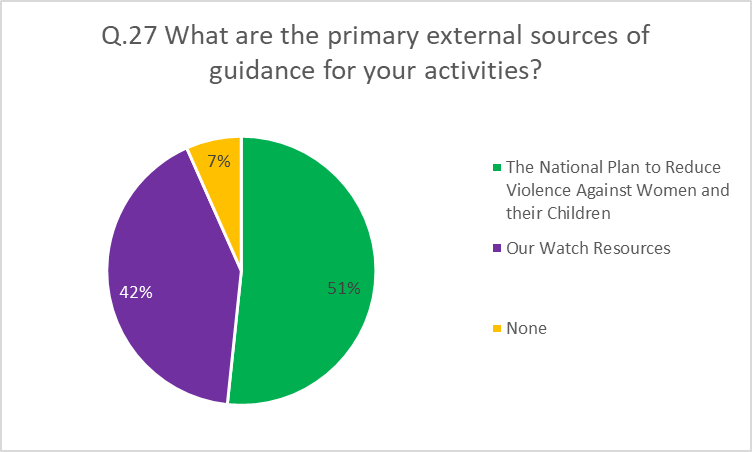 Q.27 What are the primary external sources of
guidance for your activities?
7%
42%
51%
The National Plan to Reduce
Violence Against Women and
their Children
Our Watch Resources
None